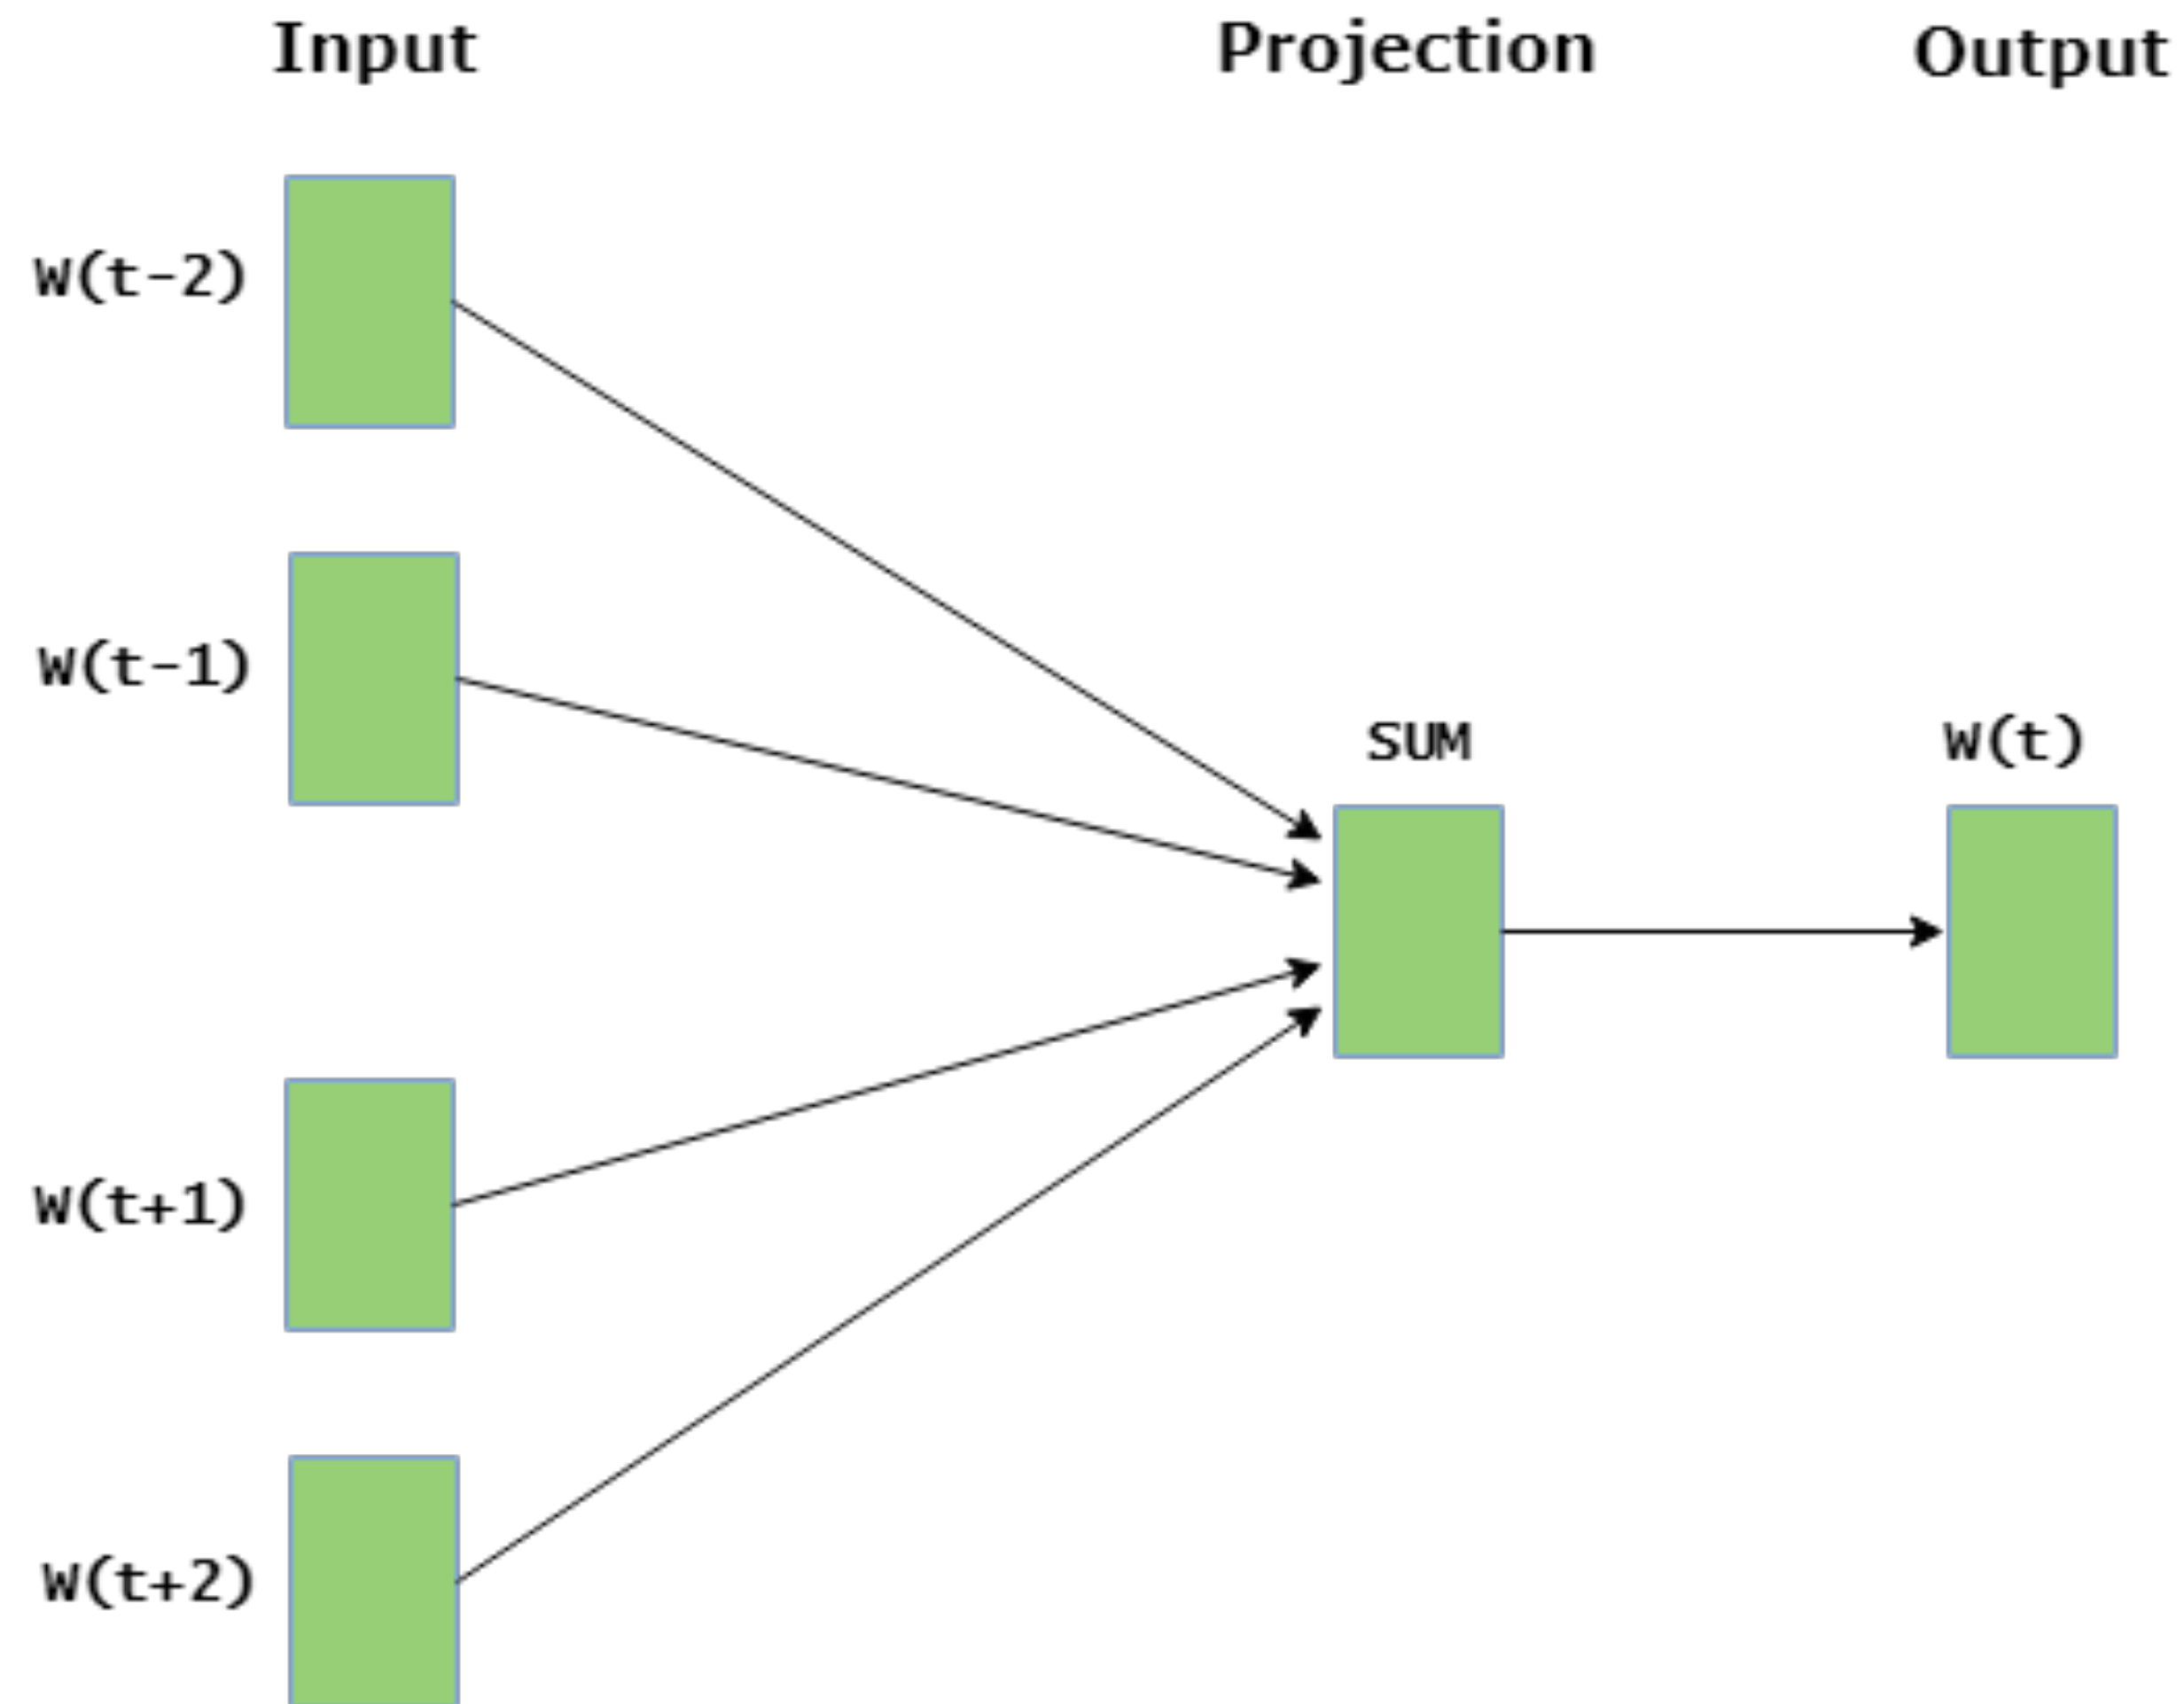 Input Projection Output
W(t-2)
W(t-1)
SUM W(t)
W(t+1)
W(t+2)